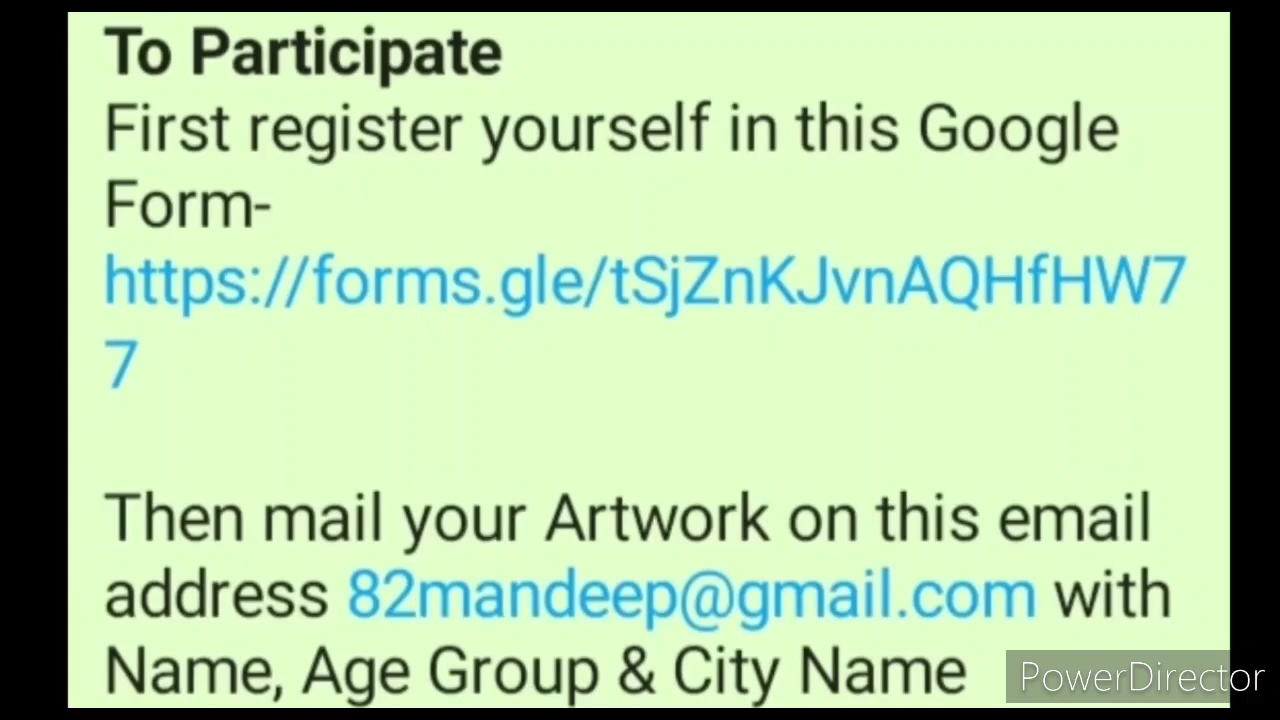 To Participate
First register yourself in this Google
Form-
https://forms.gle/tSjZnKJvnAQHfHW7
7
Then mail your Artwork on this email
address 82mandeep@gmail.com with
Name, Age Group & City Name
PowerDirector